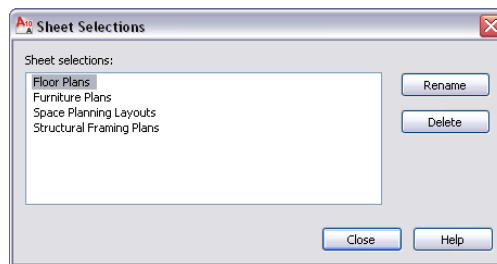 Sheet Selections
Sheet selections:
Floor Plans
Furniture Plans
Space Planning Layouts
Structural Framing Plans
Rename
Delete
Close
Help